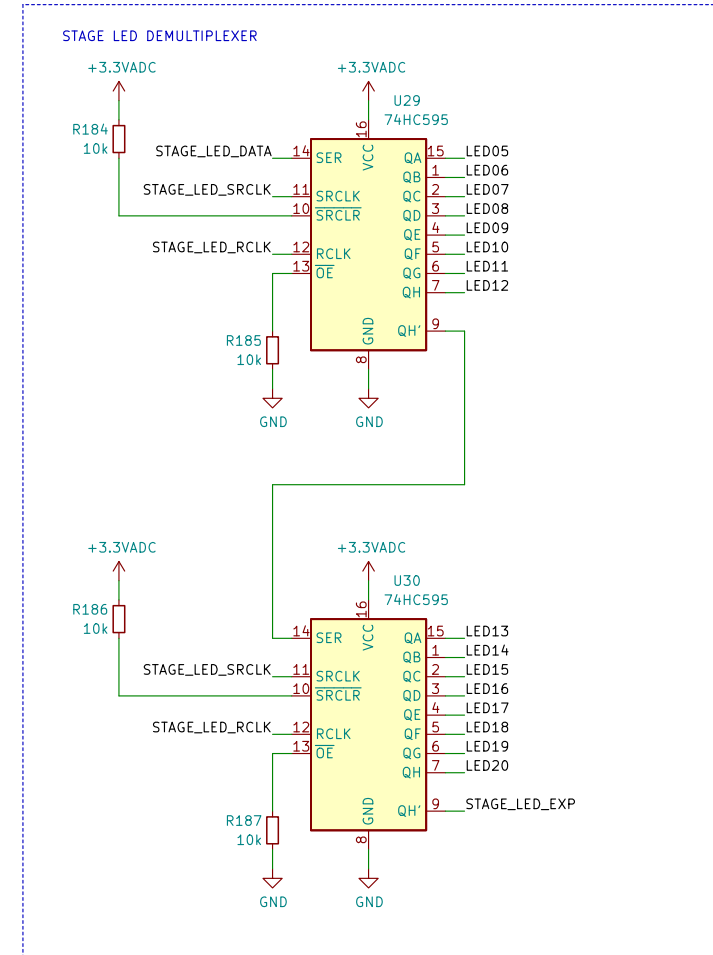 STAGE LED DEMULTIPLEXER
+3.3VADC
+3.3VADC
U29
74HC595
R184
10k
16
VCC
STAGE_LED_DATA 14 SER
QA 15 LED05
QB 1 LED06
STAGE_LED_SRCLK 11 SRCLK
QC 2 LED07
10 SRCLR
QD 3 LED08
QE 4 LED09
STAGE_LED_RCLK 12 RCLK
QF 5 LED10
13 OE
QG 6 LED11
QH 7 LED12
GND
QH' 9
8
R185
10k
GND
GND
+3.3VADC
+3.3VADC
U30
74HC595
R186
10k
16
VCC
14 SER
QA 15 LED13
QB 1 LED14
STAGE_LED_SRCLK 11 SRCLK
QC 2 LED15
10 SRCLR
QD 3 LED16
QE 4 LED17
STAGE_LED_RCLK 12 RCLK
QF 5 LED18
13 OE
QG 6 LED19
QH 7 LED20
GND
QH' 9 STAGE_LED_EXP
8
R187
10k
GND
GND